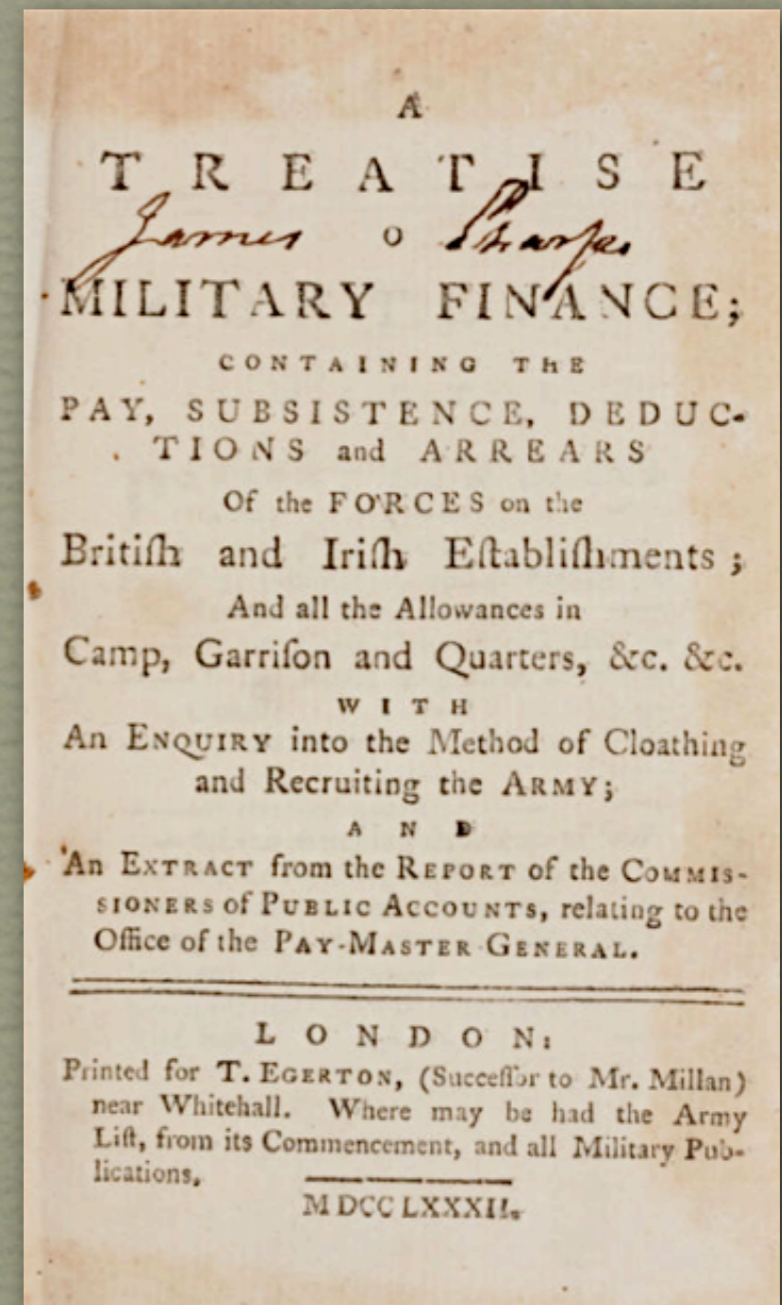 A
TREATISE
James O Sharpe
MILITARY FINANCE;
CONTAINING THE
PAY, SUBSISTENCE, DEDUC-
TIONS and ARREARS
Of the FORCES on the
Britiſh and Iriſh Eſtabliſhments;
And all the Allowances in
Camp, Garriſon and Quarters, &c. &c.
WITH
An ENQUIRY into the Method of Cloathing
and Recruiting the ARMY;
AND
An EXTRACT from the REPORT of the COMMIS-
SIONERS of PUBLIC ACCOUNTS, relating to the
Office of the PAY-MASTER GENERAL.
LONDON:
Printed for T. EGERTON, (Succeſſor to Mr. Millan)
near Whitehall. Where may be had the Army
Liſt, from its Commencement, and all Military Pub-
lications.
MDCCLXXXII.